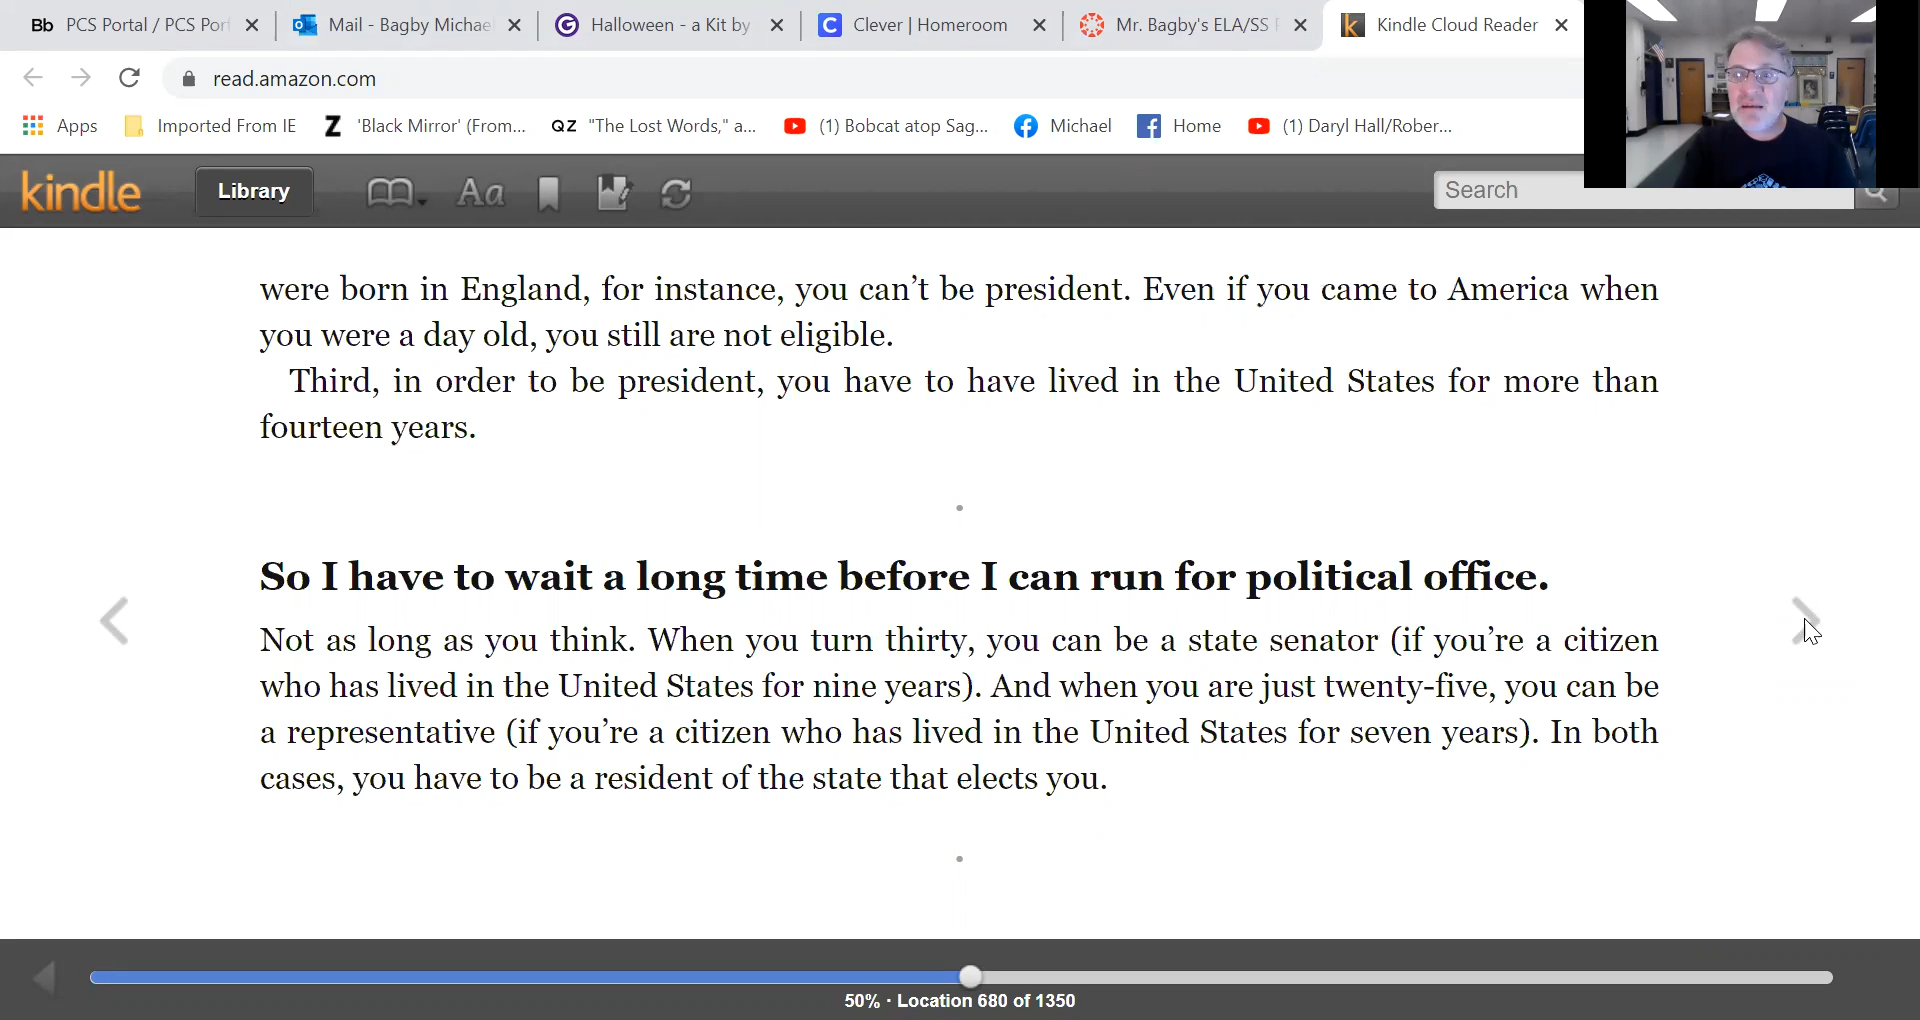 Bb PCS Portal / PCS Por
Mail - Bagby Michae
Halloween - a Kit by
Clever | Homeroom
Mr. Bagby's ELA/SS
Kindle Cloud Reader
read.amazon.com
Apps
Imported From IE
Z 'Black Mirror' (From...
QZ "The Lost Words," a...
(1) Bobcat atop Sag...
Michael
Home
(1) Daryl Hall/Rober...
kindle
Library
Aa
Search
were born in England, for instance, you can’t be president. Even if you came to America when
you were a day old, you still are not eligible.
Third, in order to be president, you have to have lived in the United States for more than
fourteen years.
So I have to wait a long time before I can run for political office.
Not as long as you think. When you turn thirty, you can be a state senator (if you’re a citizen
who has lived in the United States for nine years). And when you are just twenty-five, you can be
a representative (if you’re a citizen who has lived in the United States for seven years). In both
cases, you have to be a resident of the state that elects you.
50% · Location 680 of 1350